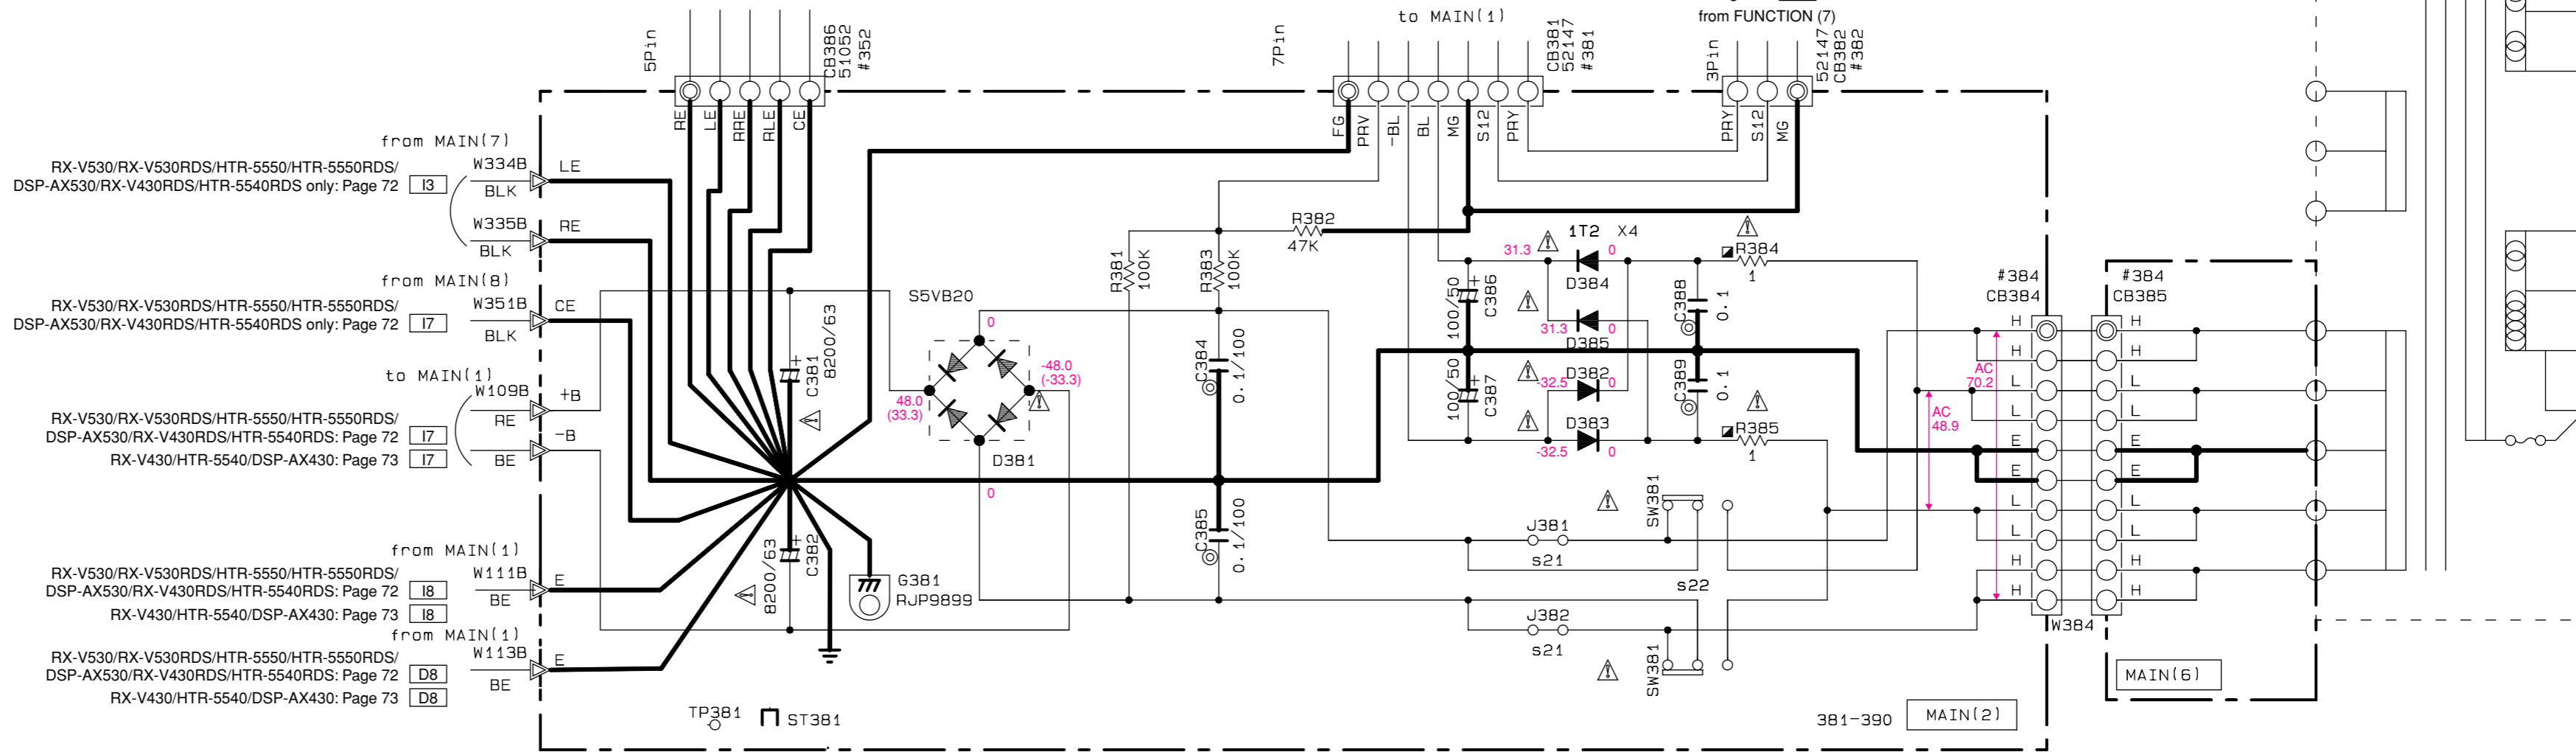 to MAIN(1)
from FUNCTION (7)
5Pin
CB386
51052
#352
7Pin
CB381
52147
#381
3Pin
52147
CB382
#382
RE
LE
RRE
RLE
CE
FG
PRV
-BL
BL
MG
S12
PRY
PRY
S12
MG
from MAIN(7)
RX-V530/RX-V530RDS/HTR-5550/HTR-5550RDS/
DSP-AX530/RX-V430RDS/HTR-5540RDS only: Page 72 I3
W334B
BLK
LE
W335B
BLK
RE
from MAIN(8)
RX-V530/RX-V530RDS/HTR-5550/HTR-5550RDS/
DSP-AX530/RX-V430RDS/HTR-5540RDS only: Page 72 I7
W351B
BLK
CE
to MAIN(1)
W109B
+B
RE
RX-V530/RX-V530RDS/HTR-5550/HTR-5550RDS/
DSP-AX530/RX-V430RDS/HTR-5540RDS: Page 72 I7
RX-V430/HTR-5540/DSP-AX430: Page 73 I7
-B
BE
from MAIN(1)
RX-V530/RX-V530RDS/HTR-5550/HTR-5550RDS/
DSP-AX530/RX-V430RDS/HTR-5540RDS: Page 72 I8
RX-V430/HTR-5540/DSP-AX430: Page 73 I8
W111B
E
BE
from MAIN(1)
RX-V530/RX-V530RDS/HTR-5550/HTR-5550RDS/
DSP-AX530/RX-V430RDS/HTR-5540RDS: Page 72 D8
RX-V430/HTR-5540/DSP-AX430: Page 73 D8
W113B
E
BE
+
C381
8200/63
+
C382
8200/63
S5VB20
0
-48.0
(-33.3)
48.0
(33.3)
D381
0
G381
RJP9899
R381
100K
R383
100K
R382
47K
C384
0.1/100
C385
0.1/100
1T2 X4
31.3
0
D384
31.3
0
D385
D382
-32.5
0
D383
-32.5
0
100/50
+
C386
100/50
+
C387
C388
0.1
C389
0.1
R384
1
R385
1
SW381
J381
s21
s22
J382
s21
SW381
AC
70.2
AC
48.9
#384
CB384
#384
CB385
H
H
L
L
E
E
L
L
H
H
H
H
L
L
E
E
L
L
H
H
W384
MAIN(6)
TP381
ST381
381-390
MAIN(2)